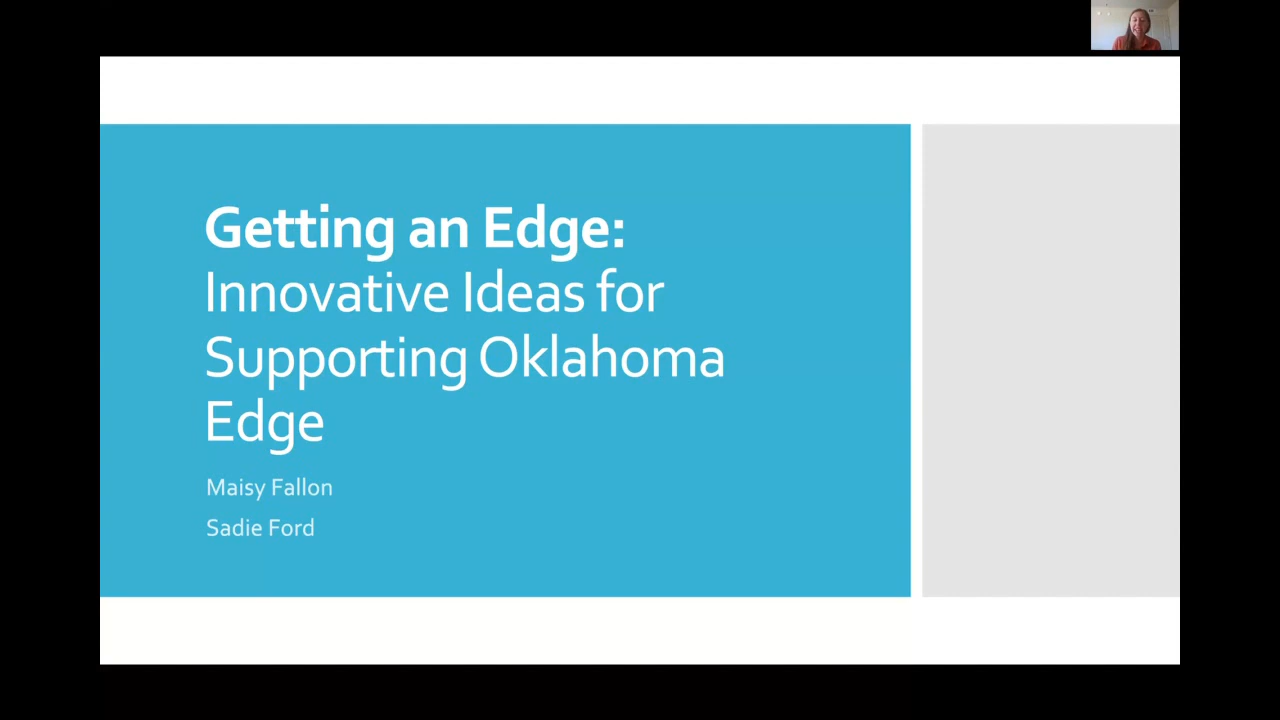 Getting an Edge:
Innovative Ideas for
Supporting Oklahoma
Edge
Maisy Fallon
Sadie Ford